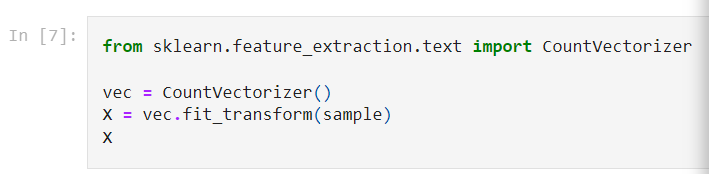 In [7]:
from sklearn.feature_extraction.text import CountVectorizer
vec = CountVectorizer()
X = vec.fit_transform(sample)
X